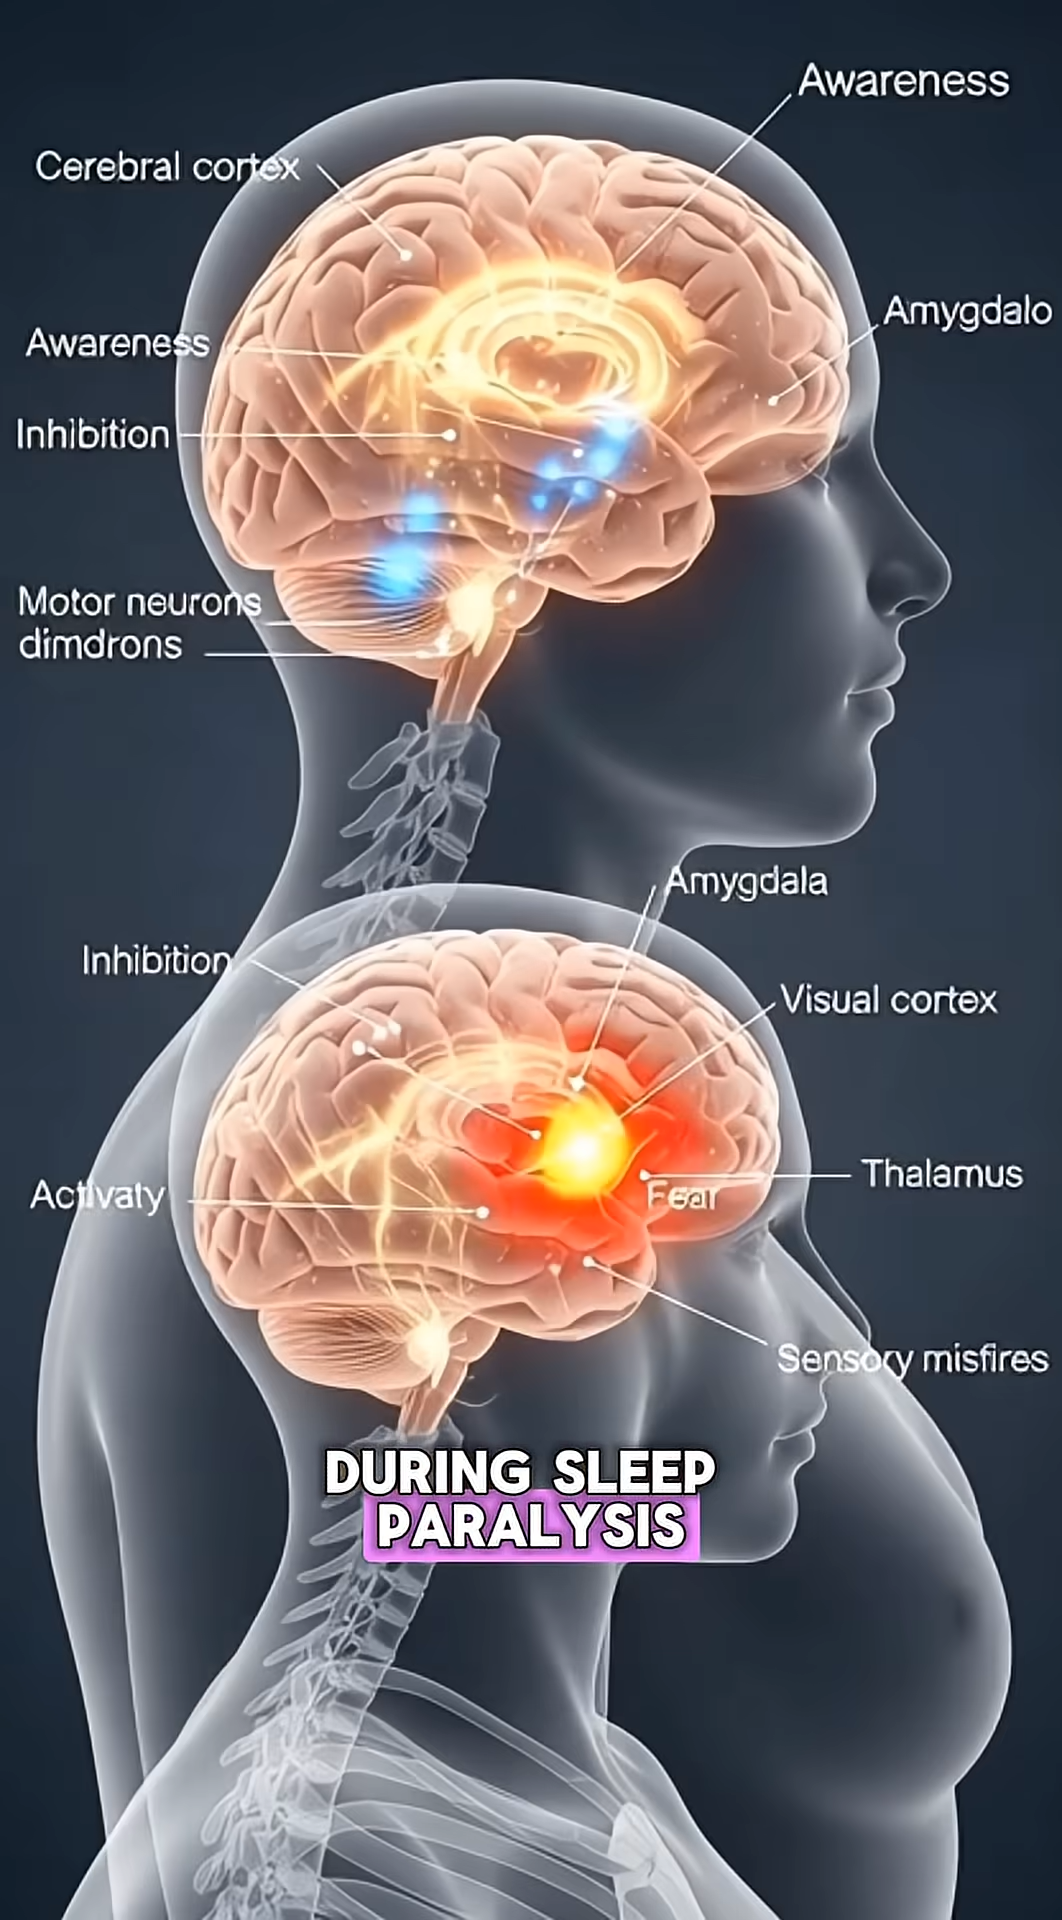 Awareness
Cerebral cortex
Amygdalo
Awareness
Inhibition
Motor neurons
dimdrons
Amygdala
Inhibition
Visual cortex
Thalamus
Activaty
Fear
Sensory misfires
DURING SLEEP
PARALYSIS